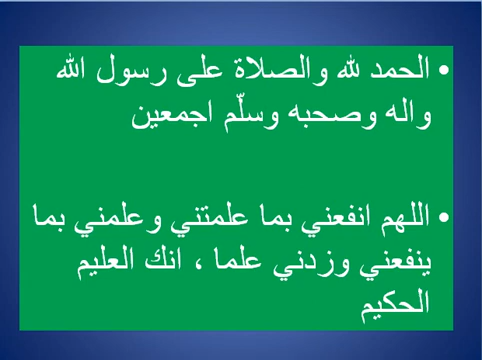 • الحمد لله والصلاة على رسول الله
واله وصحبه وسلّم اجمعين
• اللهم انفعني بما علمتني وعلمني بما
ينفعني وزدني علما ، انك العليم
الحكيم